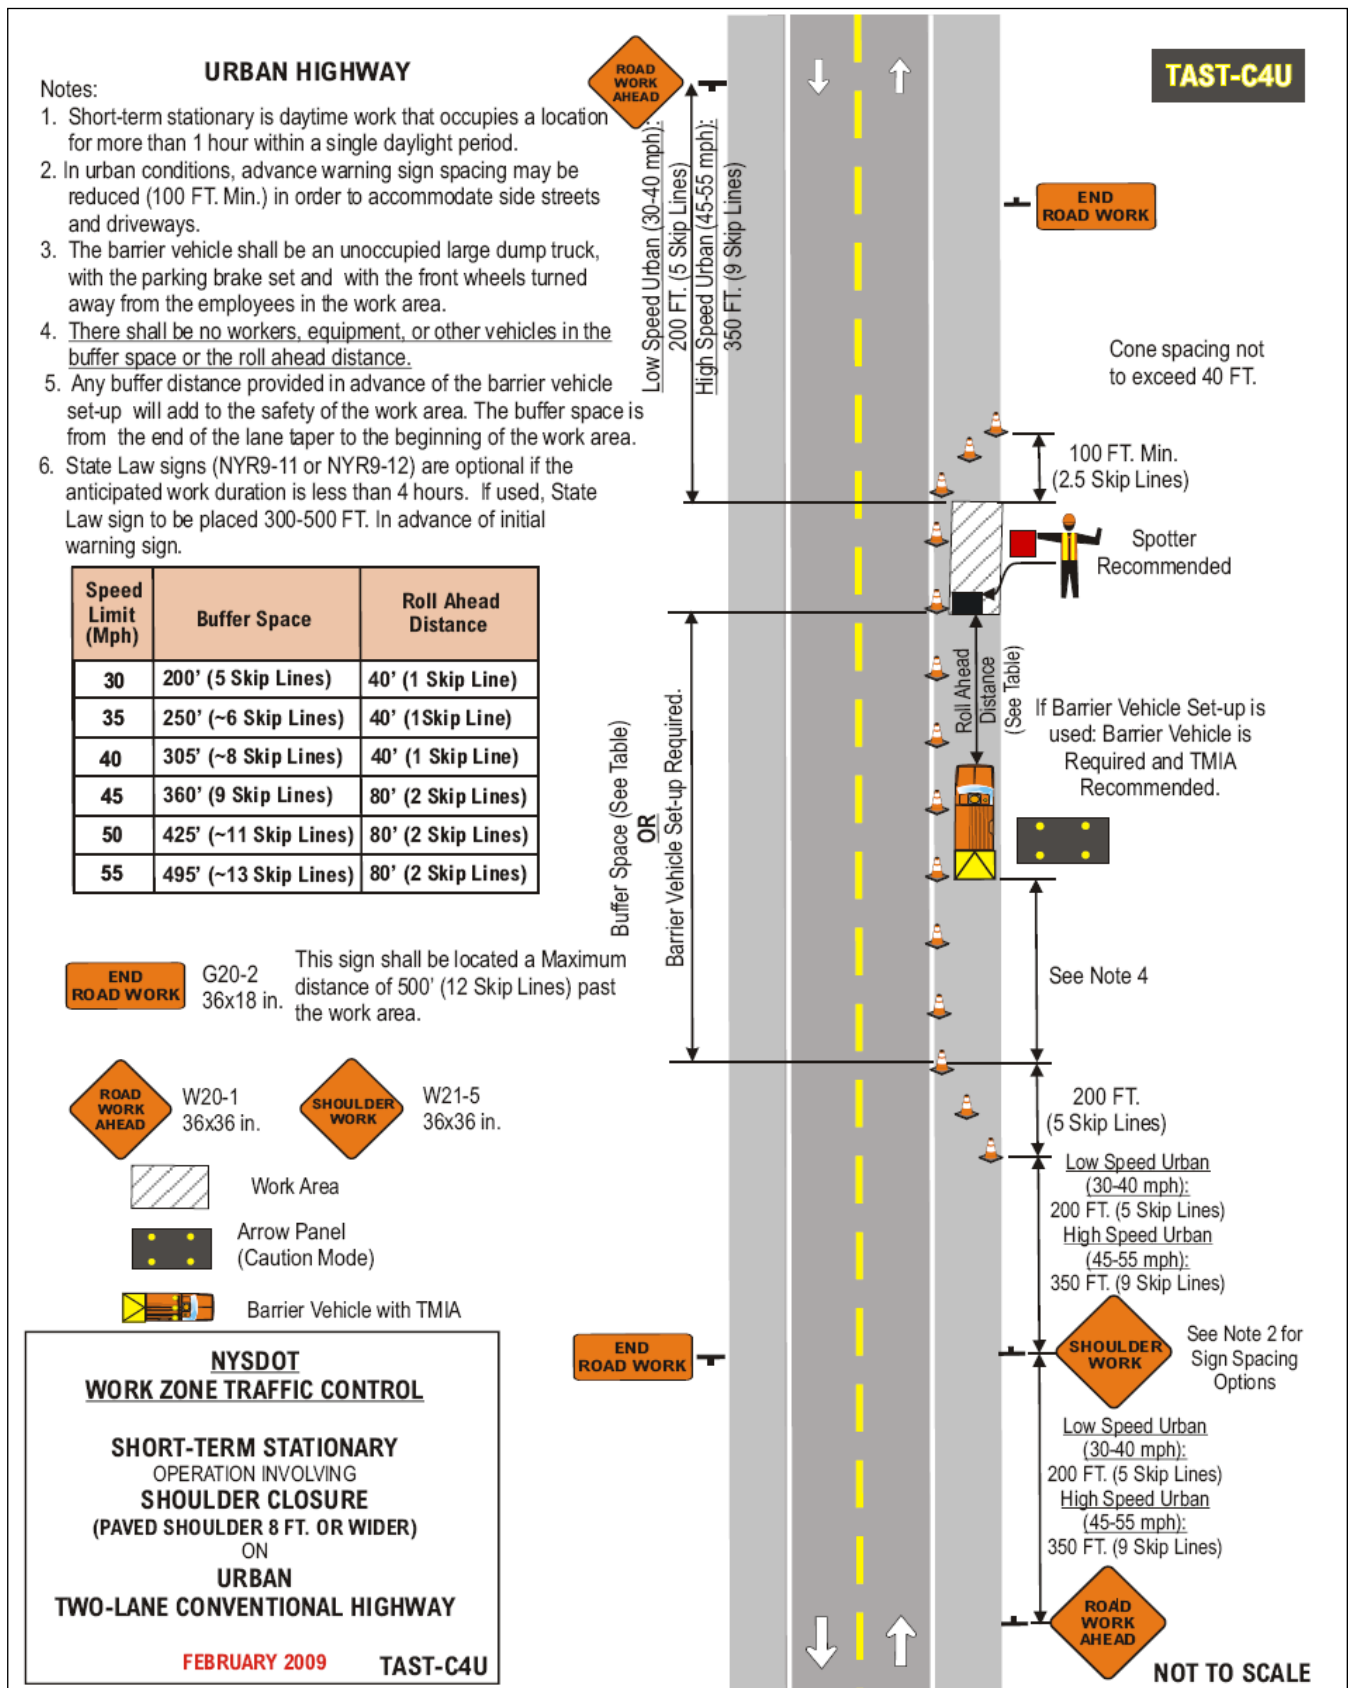 URBAN HIGHWAY
Notes:
1. Short-term stationary is daytime work that occupies a location
for more than 1 hour within a single daylight period.
2. In urban conditions, advance warning sign spacing may be
reduced (100 FT. Min.) in order to accommodate side streets
and driveways.
3. The barrier vehicle shall be an unoccupied large dump truck,
with the parking brake set and with the front wheels turned
away from the employees in the work area.
4. There shall be no workers, equipment, or other vehicles in the
buffer space or the roll ahead distance.
5. Any buffer distance provided in advance of the barrier vehicle
set-up will add to the safety of the work area. The buffer space is
from the end of the lane taper to the beginning of the work area.
6. State Law signs (NYR9-11 or NYR9-12) are optional if the
anticipated work duration is less than 4 hours. If used, State
Law sign to be placed 300-500 FT. In advance of initial
warning sign.
Speed Limit (Mph) Buffer Space Roll Ahead Distance
30 200' (5 Skip Lines) 40' (1 Skip Line)
35 250' (~6 Skip Lines) 40' (1Skip Line)
40 305' (~8 Skip Lines) 40' (1 Skip Line)
45 360' (9 Skip Lines) 80' (2 Skip Lines)
50 425' (~11 Skip Lines) 80' (2 Skip Lines)
55 495' (~13 Skip Lines) 80' (2 Skip Lines)
END
ROAD WORK
G20-2
36x18 in.
This sign shall be located a Maximum
distance of 500' (12 Skip Lines) past
the work area.
ROAD
WORK
AHEAD
W20-1
36x36 in.
SHOULDER
WORK
W21-5
36x36 in.
Work Area
Arrow Panel
(Caution Mode)
Barrier Vehicle with TMIA
NYSDOT
WORK ZONE TRAFFIC CONTROL
SHORT-TERM STATIONARY
OPERATION INVOLVING
SHOULDER CLOSURE
(PAVED SHOULDER 8 FT. OR WIDER)
ON
URBAN
TWO-LANE CONVENTIONAL HIGHWAY
FEBRUARY 2009 TAST-C4U
ROAD
WORK
AHEAD
Low Speed Urban (30-40 mph):
200 FT. (5 Skip Lines)
High Speed Urban (45-55 mph):
350 FT. (9 Skip Lines)
Buffer Space (See Table)
OR
Barrier Vehicle Set-up Required.
END
ROAD WORK
TAST-C4U
END
ROAD WORK
Cone spacing not
to exceed 40 FT.
100 FT. Min.
(2.5 Skip Lines)
Spotter
Recommended
Roll Ahead
Distance
(See Table)
If Barrier Vehicle Set-up is
used: Barrier Vehicle is
Required and TMIA
Recommended.
See Note 4
200 FT.
(5 Skip Lines)
Low Speed Urban
(30-40 mph):
200 FT. (5 Skip Lines)
High Speed Urban
(45-55 mph):
350 FT. (9 Skip Lines)
SHOULDER
WORK
See Note 2 for
Sign Spacing
Options
Low Speed Urban
(30-40 mph):
200 FT. (5 Skip Lines)
High Speed Urban
(45-55 mph):
350 FT. (9 Skip Lines)
ROAD
WORK
AHEAD
NOT TO SCALE